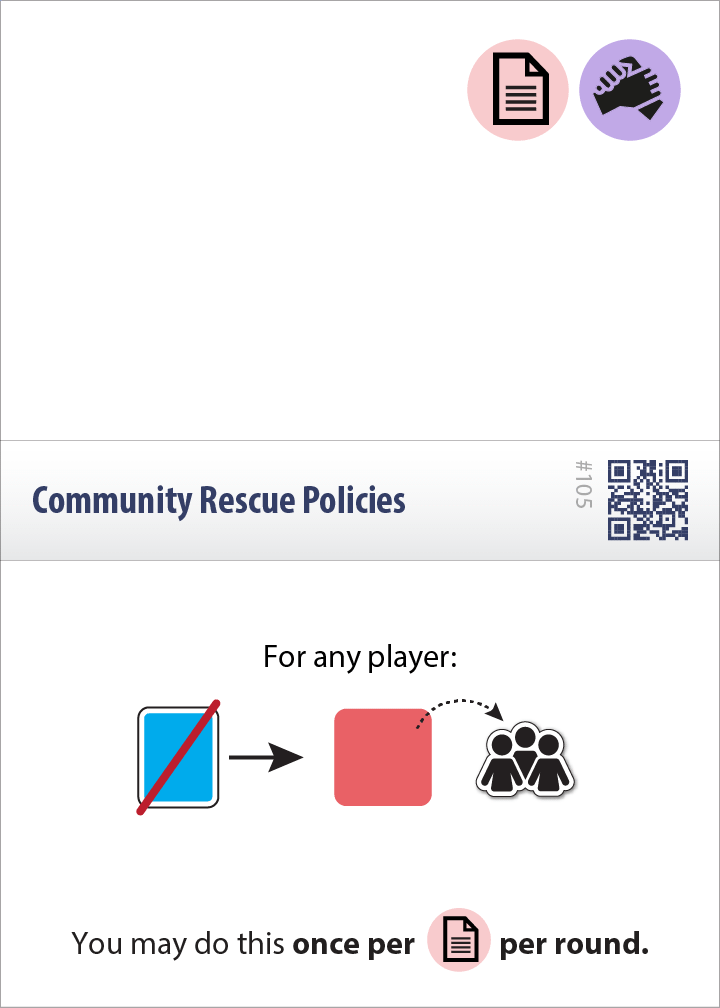 #105
Community Rescue Policies
For any player:
You may do this once per per round.